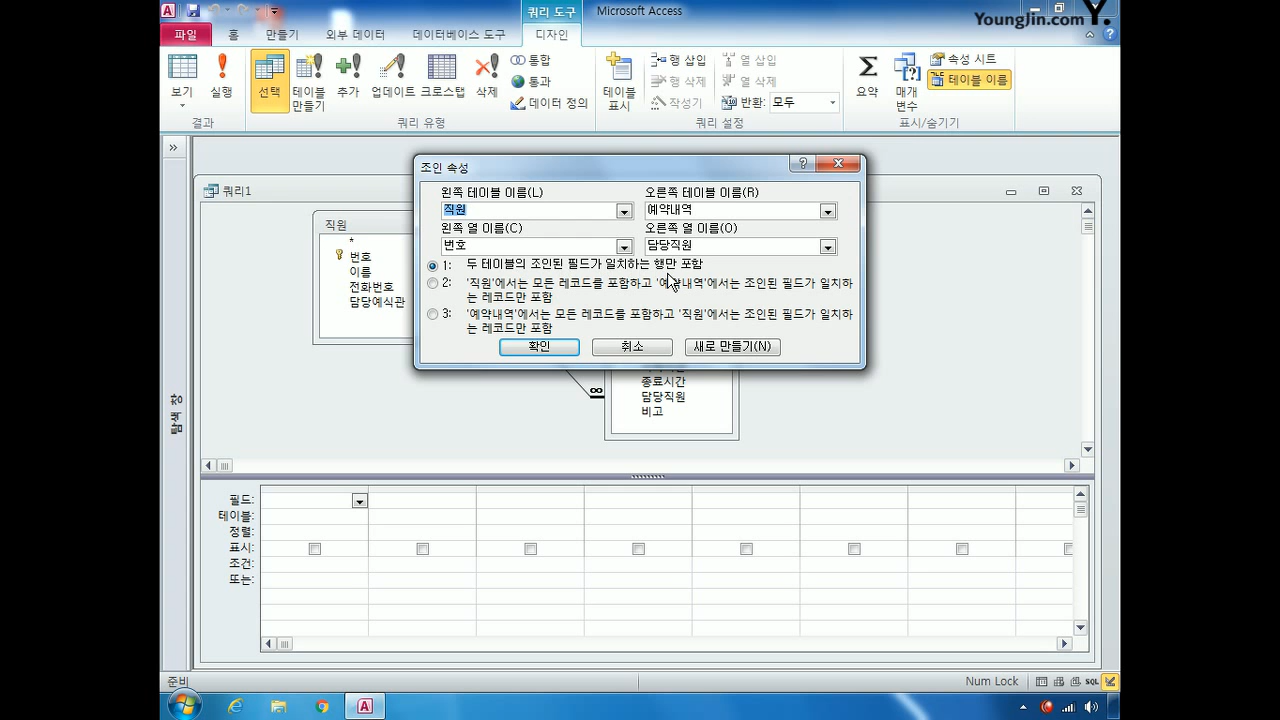 쿼리 도구
Microsoft Access
YoungJin.com Y.
파일
홈
만들기
외부 데이터
데이터베이스 도구
디자인
보기
실행
결과
선택
테이블
만들기
추가
업데이트
크로스탭
삭제
통합
통과
데이터 정의
쿼리 유형
테이블
표시
행 삽입
행 삭제
작성기
열 삽입
열 삭제
반환: 모두
쿼리 설정
요약
매개
변수
속성 시트
테이블 이름
표시/숨기기
탐색 창
쿼리1
직원
*
번호
이름
전화번호
담당예식관
조인 속성
왼쪽 테이블 이름(L)
오른쪽 테이블 이름(R)
직원
예약내역
왼쪽 열 이름(C)
오른쪽 열 이름(O)
번호
담당직원
1: 두 테이블의 조인된 필드가 일치하는 행만 포함
2: '직원'에서는 모든 레코드를 포함하고 '예약내역'에서는 조인된 필드가 일치하
는 레코드만 포함
3: '예약내역'에서는 모든 레코드를 포함하고 '직원'에서는 조인된 필드가 일치하
는 레코드만 포함
확인
취소
새로 만들기(N)
종료시간
담당직원
비고
∞
필드:
테이블:
정렬:
표시:
조건:
또는:
준비
Num Lock
SQL